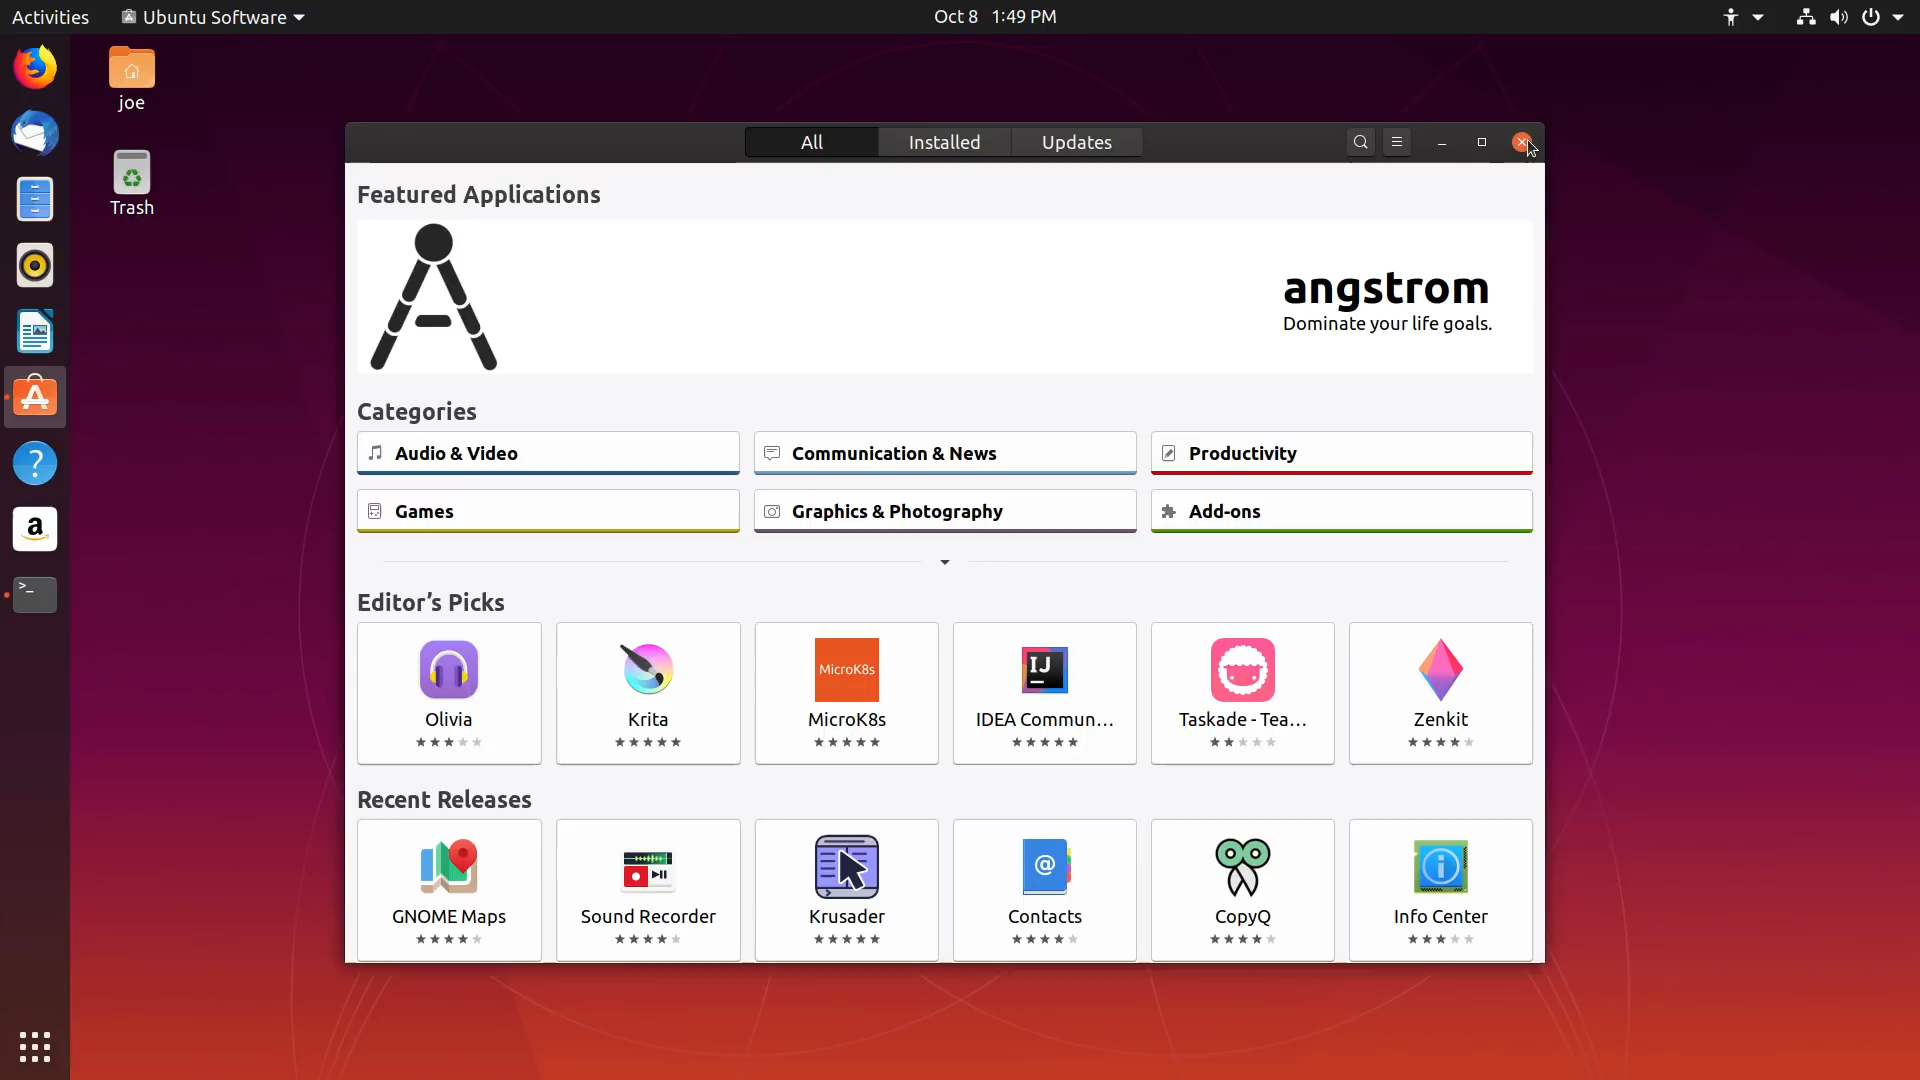 Activities
Ubuntu Software
Oct 8 1:49 PM
joe
Trash
a
>_
?
All
Installed
Updates
Featured Applications
angstrom
Dominate your life goals.
Categories
Audio & Video
Communication & News
Productivity
Games
Graphics & Photography
Add-ons
Editor’s Picks
MicroK8s
IJ
Olivia
Krita
MicroK8s
IDEA Commun...
Taskade - Tea...
Zenkit
Recent Releases
@
GNOME Maps
Sound Recorder
Krusader
Contacts
CopyQ
Info Center